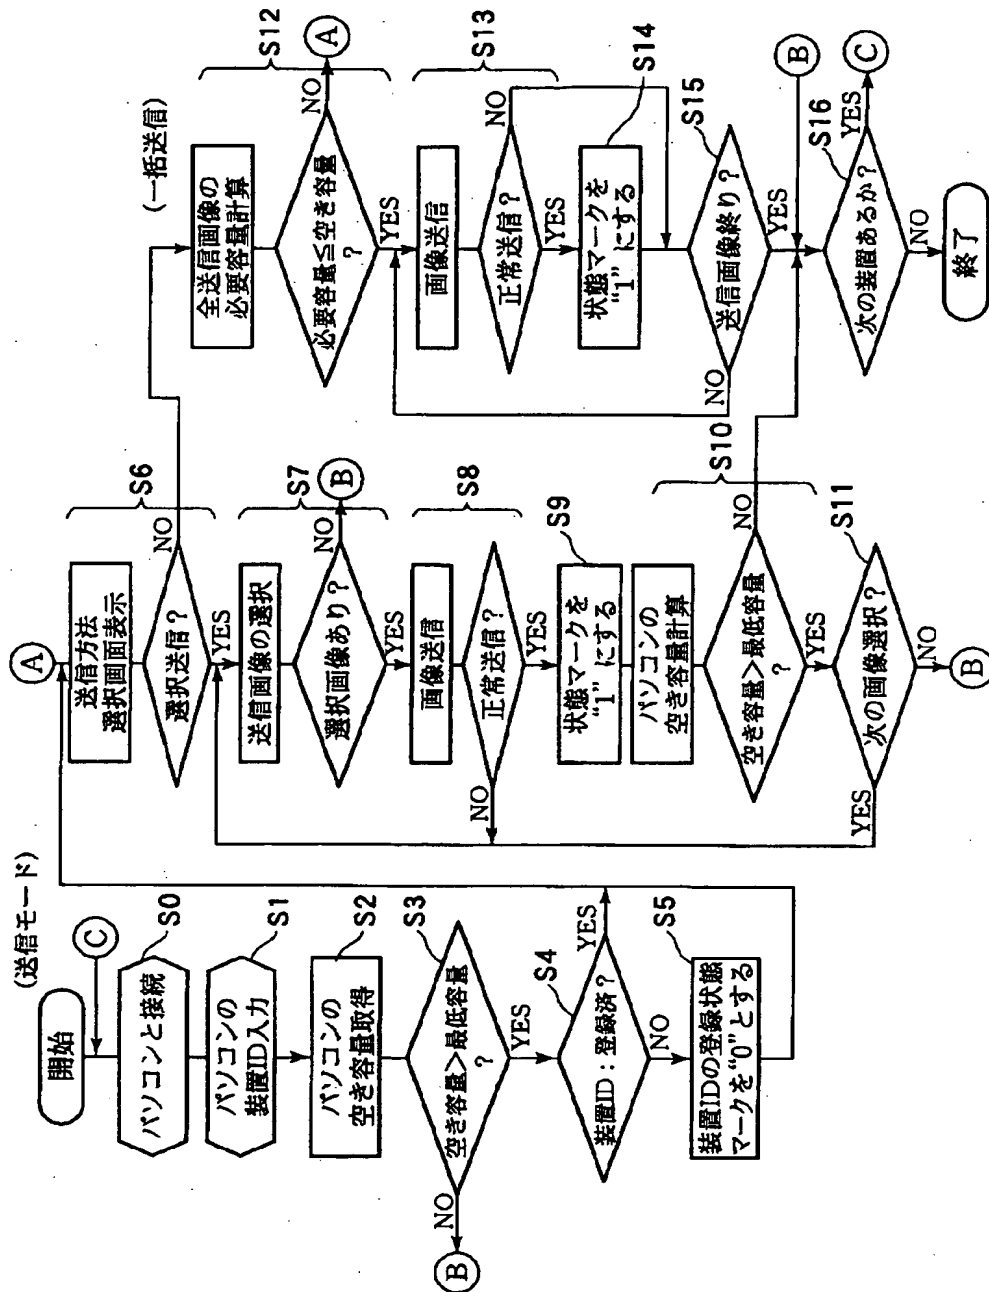 (送信モード)
開始
C
パソコンと接続
S0
パソコンの
装置ID入力
S1
パソコンの
空き容量取得
S2
空き容量>最低容量
?
S3
NO
B
YES
装置ID:登録済?
S4
YES
NO
装置IDの登録状態
マークを“0”とする
S5
A
送信方法
選択画面表示
選択送信?
S6
NO
YES
送信画像の選択
選択画像あり?
S7
NO
B
YES
画像送信
正常送信?
S8
NO
YES
状態マークを
“1”にする
S9
パソコンの
空き容量計算
空き容量>最低容量
?
S10
NO
YES
次の画像選択?
S11
YES
NO
B
(一括送信)
全送信画像の
必要容量計算
必要容量≦空き容量
?
S12
NO
A
YES
画像送信
正常送信?
S13
NO
YES
状態マークを
“1”にする
S14
送信画像終り?
S15
NO
YES
B
次の装置あるか?
S16
YES
C
NO
終了